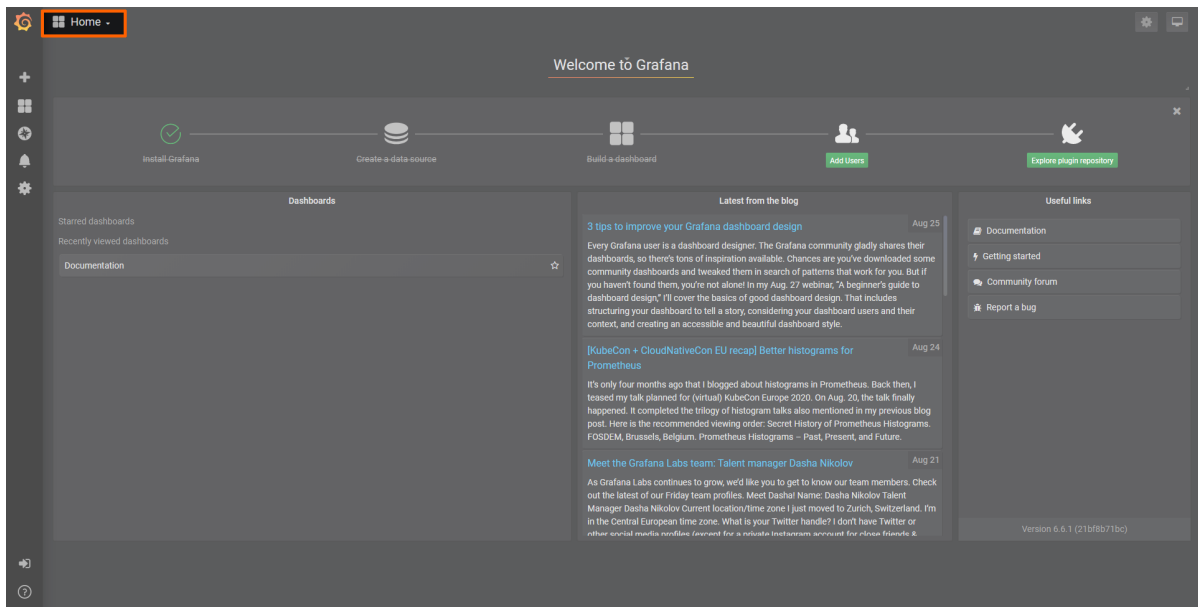 Home
Welcome to Grafana
Install Grafana
Create a data source
Build a dashboard
Add Users
Explore plugin repository
Dashboards
Starred dashboards
Recently viewed dashboards
Documentation
Latest from the blog
3 tips to improve your Grafana dashboard design
Aug 25
Every Grafana user is a dashboard designer. The Grafana community gladly shares their
dashboards, so there's tons of inspiration available. Chances are you've downloaded some
community dashboards and tweaked them in search of patterns that work for you. But if
you haven't found them, you're not alone! In my Aug. 27 webinar, “A beginner's guide to
dashboard design,” I'll cover the basics of good dashboard design. That includes
structuring your dashboard to tell a story, considering your dashboard users and their
context, and creating an accessible and beautiful dashboard style.
[KubeCon + CloudNativeCon EU recap] Better histograms for
Prometheus
Aug 24
It's only four months ago that I blogged about histograms in Prometheus. Back then, I
teased my talk planned for (virtual) KubeCon Europe 2020. On Aug. 20, the talk finally
happened. It completed the trilogy of histogram talks also mentioned in my previous blog
post. Here is the recommended viewing order: Secret History of Prometheus Histograms.
FOSDEM, Brussels, Belgium. Prometheus Histograms – Past, Present, and Future.
Meet the Grafana Labs team: Talent manager Dasha Nikolov
Aug 21
As Grafana Labs continues to grow, we'd like you to get to know our team members. Check
out the latest of our Friday team profiles. Meet Dasha! Name: Dasha Nikolov Talent
Manager Dasha Nikolov Current location/time zone I just moved to Zurich, Switzerland. I'm
in the Central European time zone. What is your Twitter handle? I don't have Twitter or
other social media profiles (except for a private Instagram account for close friends &
Useful links
Documentation
Getting started
Community forum
Report a bug
Version 6.6.1 (21bf8b71bc)